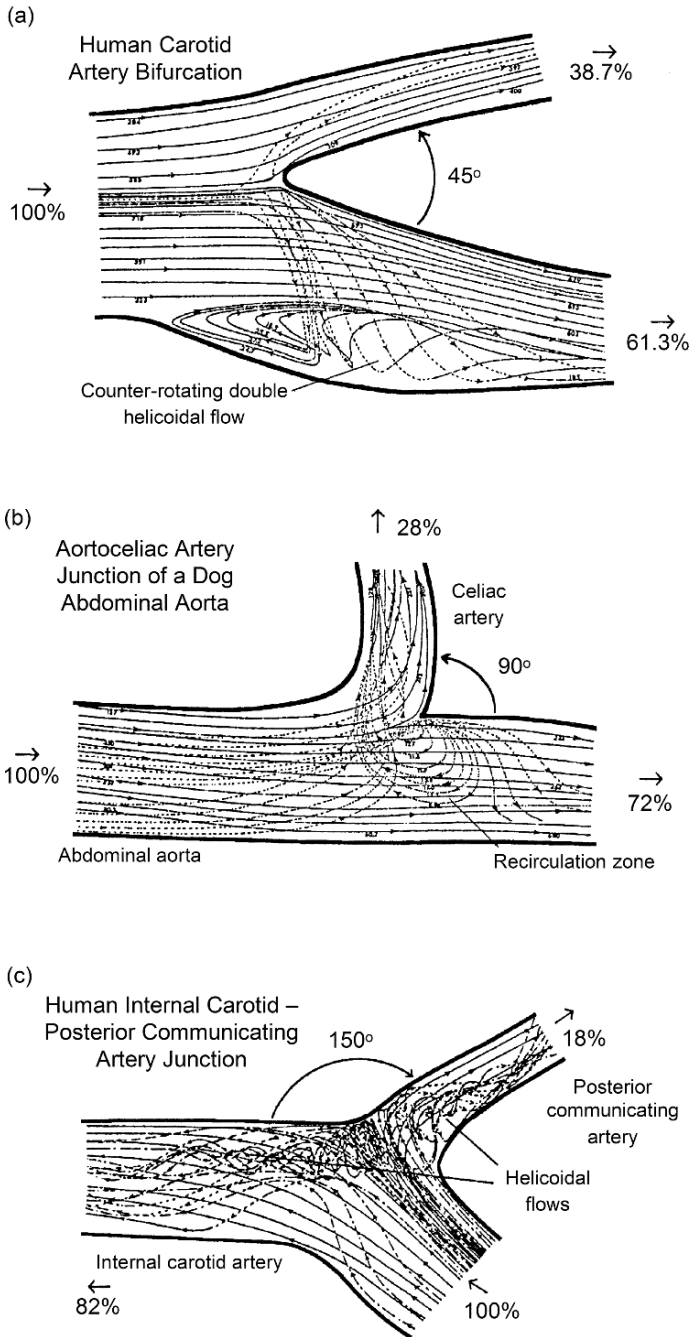 (a)
Human Carotid
Artery Bifurcation
→
38.7%
→
100%
45°
→
61.3%
Counter-rotating double
helicoidal flow
(b)
↑ 28%
Aortoceliac Artery
Junction of a Dog
Abdominal Aorta
Celiac
artery
90°
→
100%
→
72%
Abdominal aorta
Recirculation zone
(c)
Human Internal Carotid –
Posterior Communicating
Artery Junction
150°
18%
Posterior
communicating
artery
Helicoidal
flows
Internal carotid artery
←
82%
100%